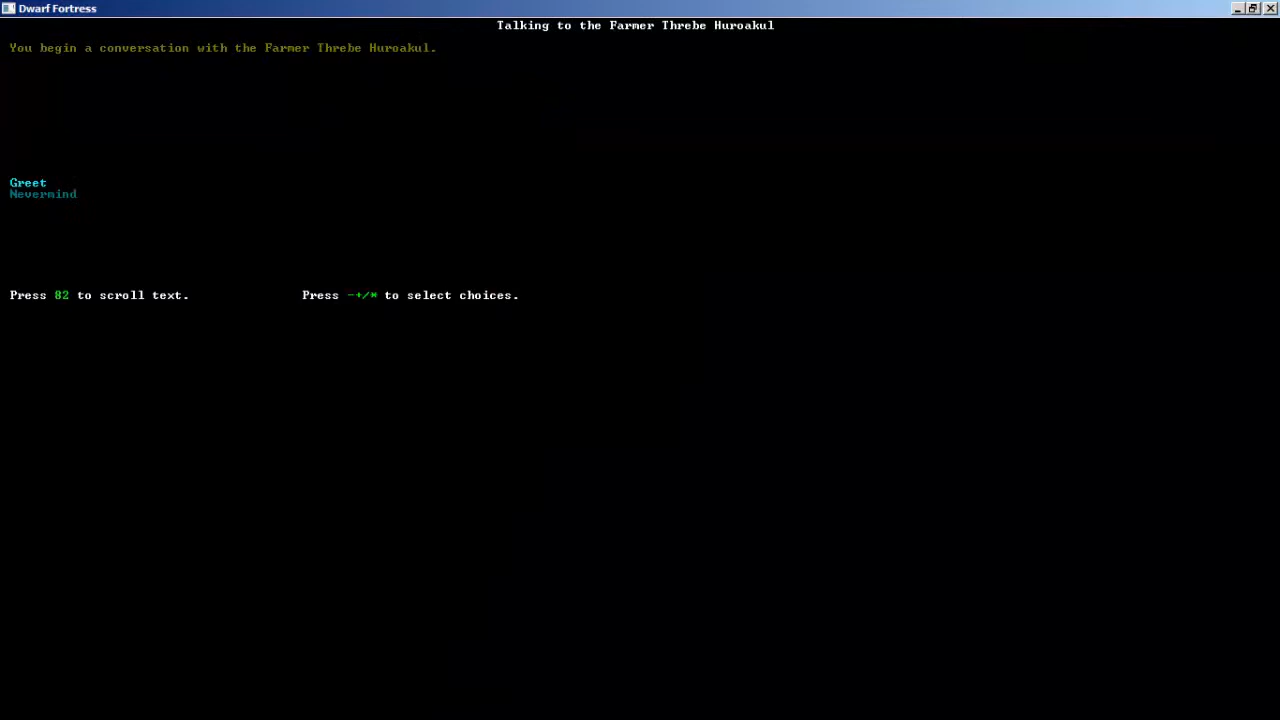 Dwarf Fortress
Talking to the Farmer Threbe Huroakul
You begin a conversation with the Farmer Threbe Huroakul.
Greet
Nevermind
Press 82 to scroll text. Press -+/* to select choices.